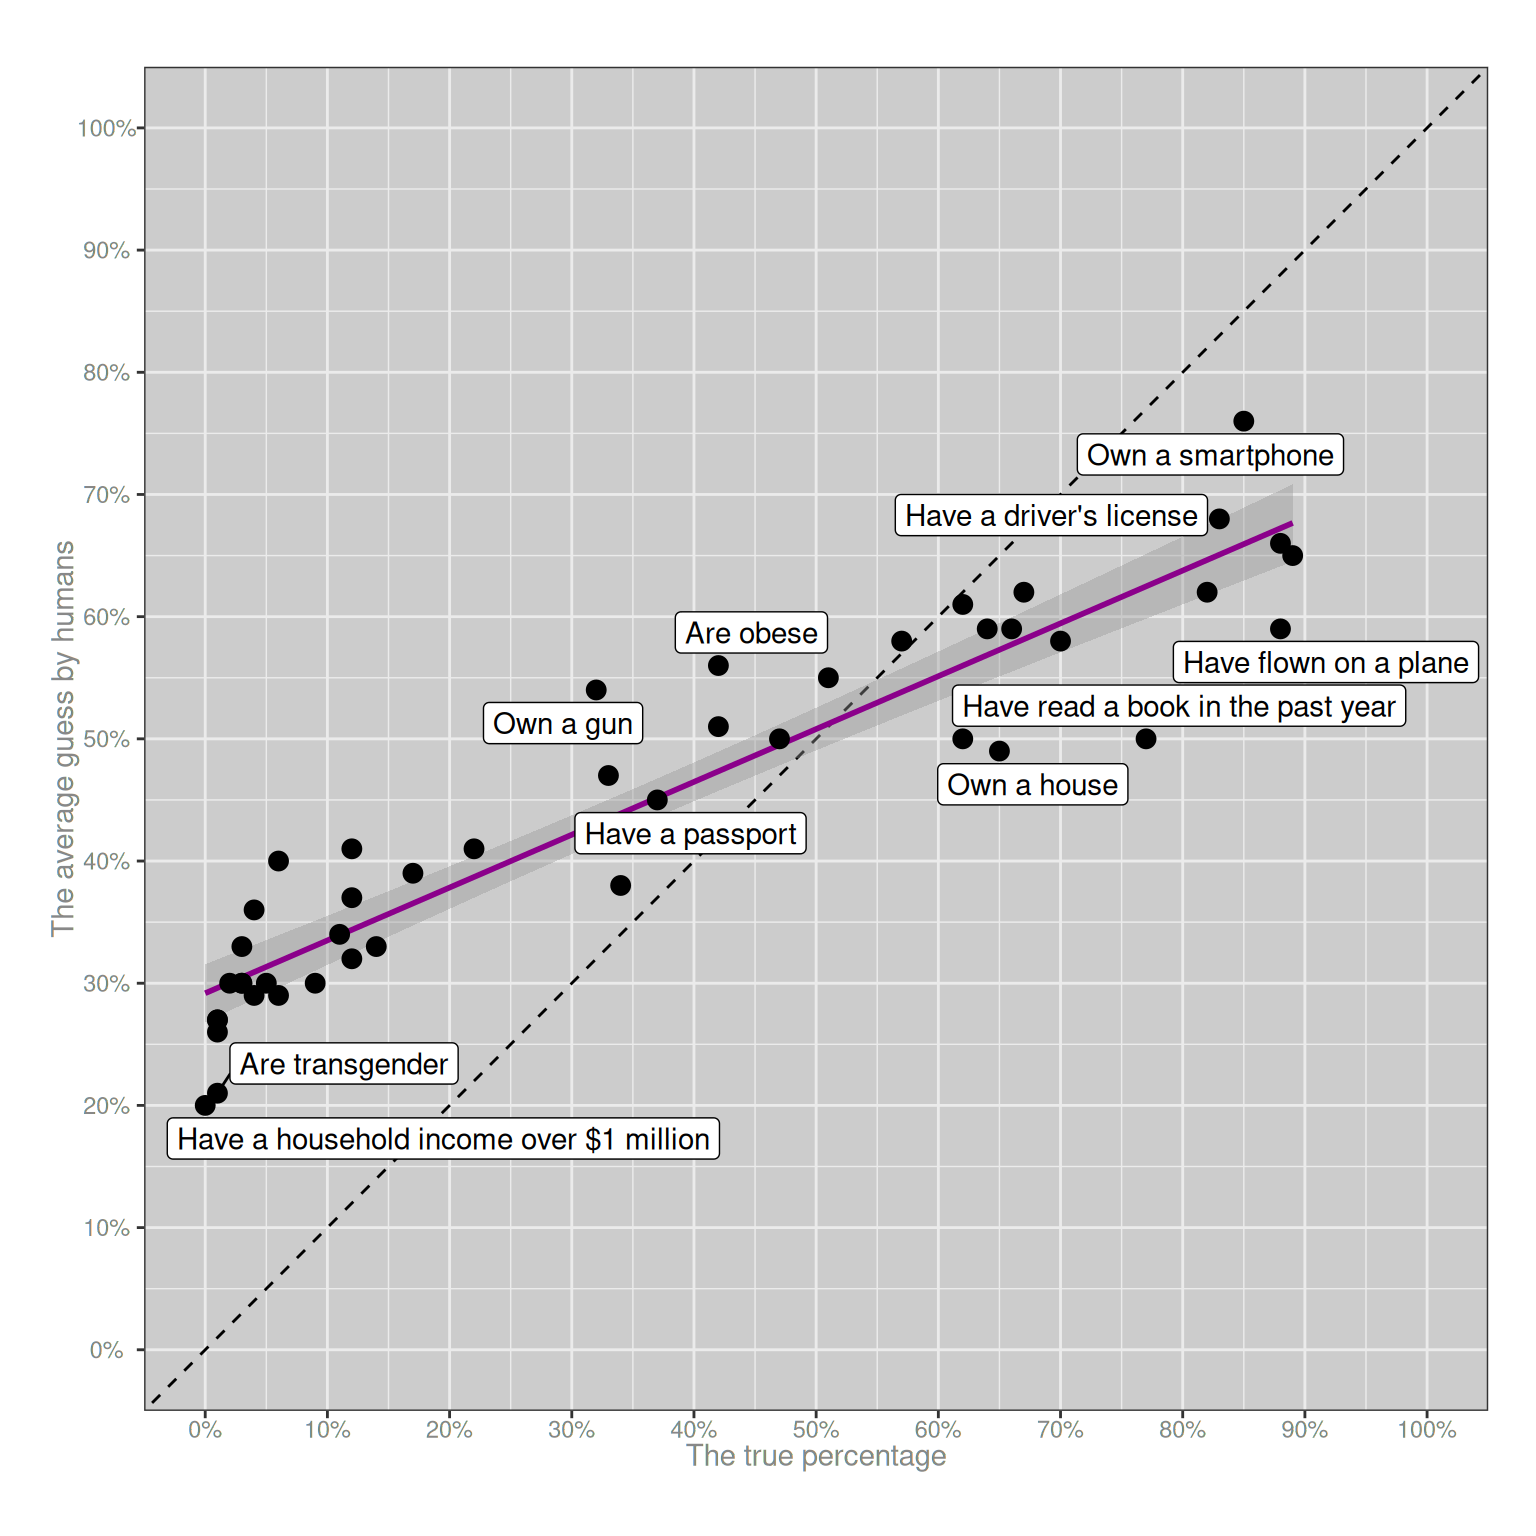 100%
90%
80%
70%
60%
50%
40%
30%
20%
10%
0%
The average guess by humans
Own a smartphone
Have a driver's license
Are obese
Have flown on a plane
Have read a book in the past year
Own a gun
Own a house
Have a passport
Are transgender
Have a household income over $1 million
0% 10% 20% 30% 40% 50% 60% 70% 80% 90% 100%
The true percentage